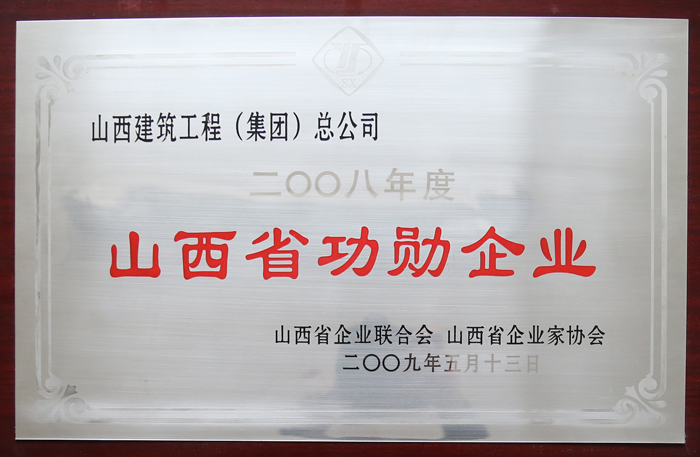 山西建筑工程（集团）总公司
二〇〇八年度
山西省功勋企业
山西省企业联合会 山西省企业家协会
二〇〇九年五月十三日